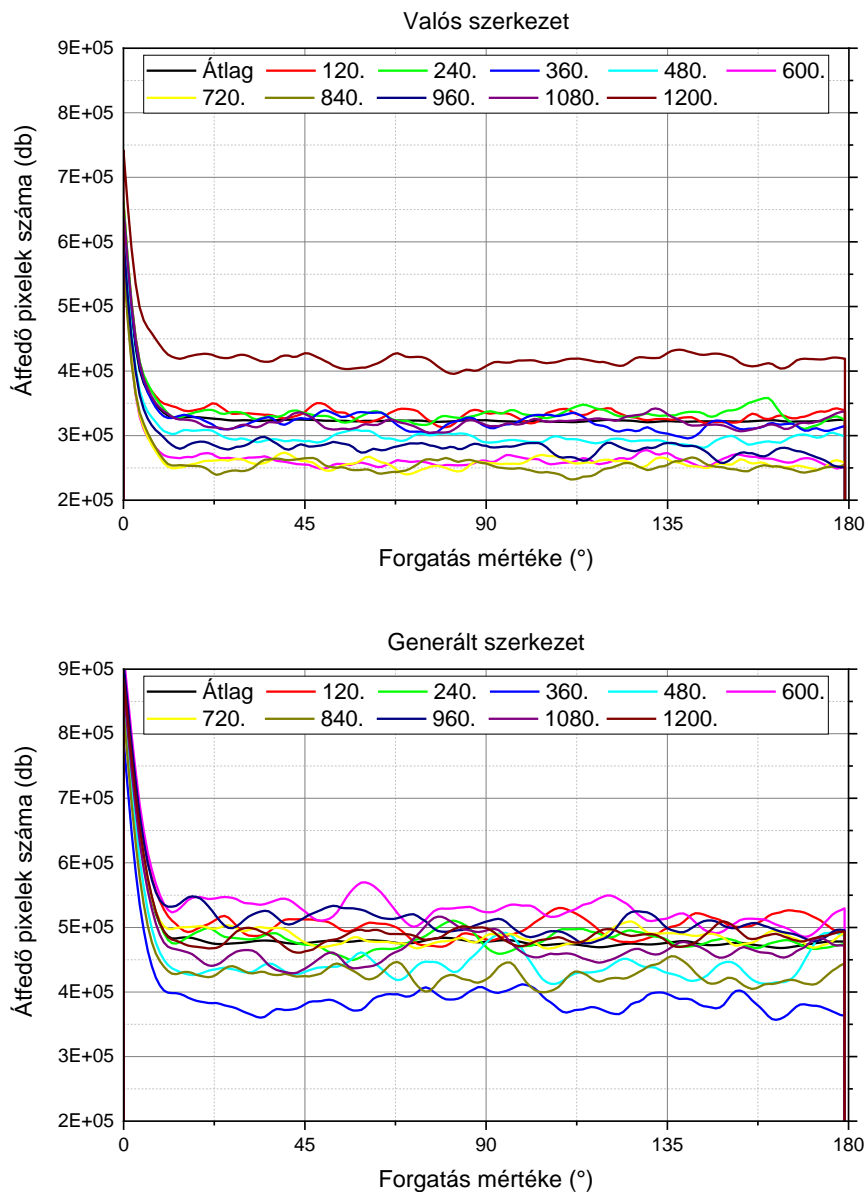 Valós szerkezet
9E+05
8E+05
7E+05
6E+05
5E+05
4E+05
3E+05
2E+05
Átfedő pixelek száma (db)
Átlag 120. 240. 360. 480. 600.
720. 840. 960. 1080. 1200.
0 45 90 135 180
Forgatás mértéke (°)
Generált szerkezet
9E+05
8E+05
7E+05
6E+05
5E+05
4E+05
3E+05
2E+05
Átfedő pixelek száma (db)
Átlag 120. 240. 360. 480. 600.
720. 840. 960. 1080. 1200.
0 45 90 135 180
Forgatás mértéke (°)